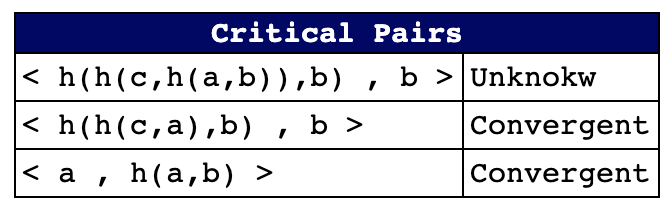 Critical Pairs
< h(h(c,h(a,b)),b) , b > Unknokw
< h(h(c,a),b) , b > Convergent
< a , h(a,b) > Convergent